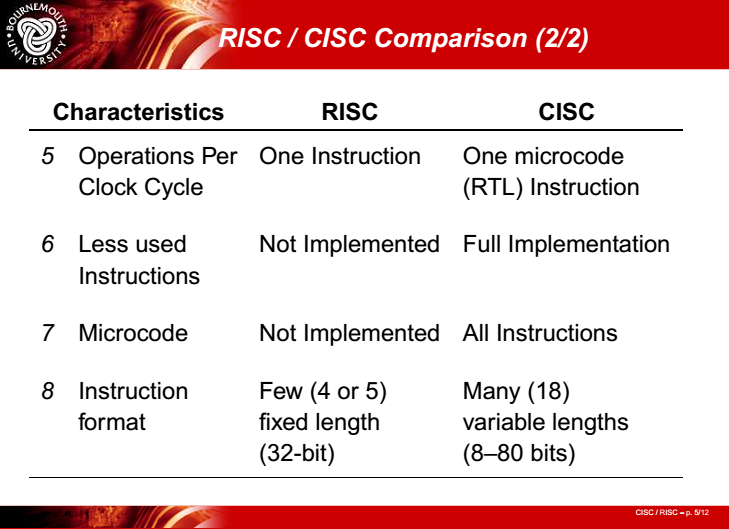 BOURNEMOUTH
UNIVERSITY
RISC / CISC Comparison (2/2)
Characteristics RISC CISC
5 Operations Per One Instruction One microcode
Clock Cycle (RTL) Instruction
6 Less used Not Implemented Full Implementation
Instructions
7 Microcode Not Implemented All Instructions
8 Instruction Few (4 or 5) Many (18)
format fixed length variable lengths
(32-bit) (8–80 bits)
CISC / RISC – p. 5/12